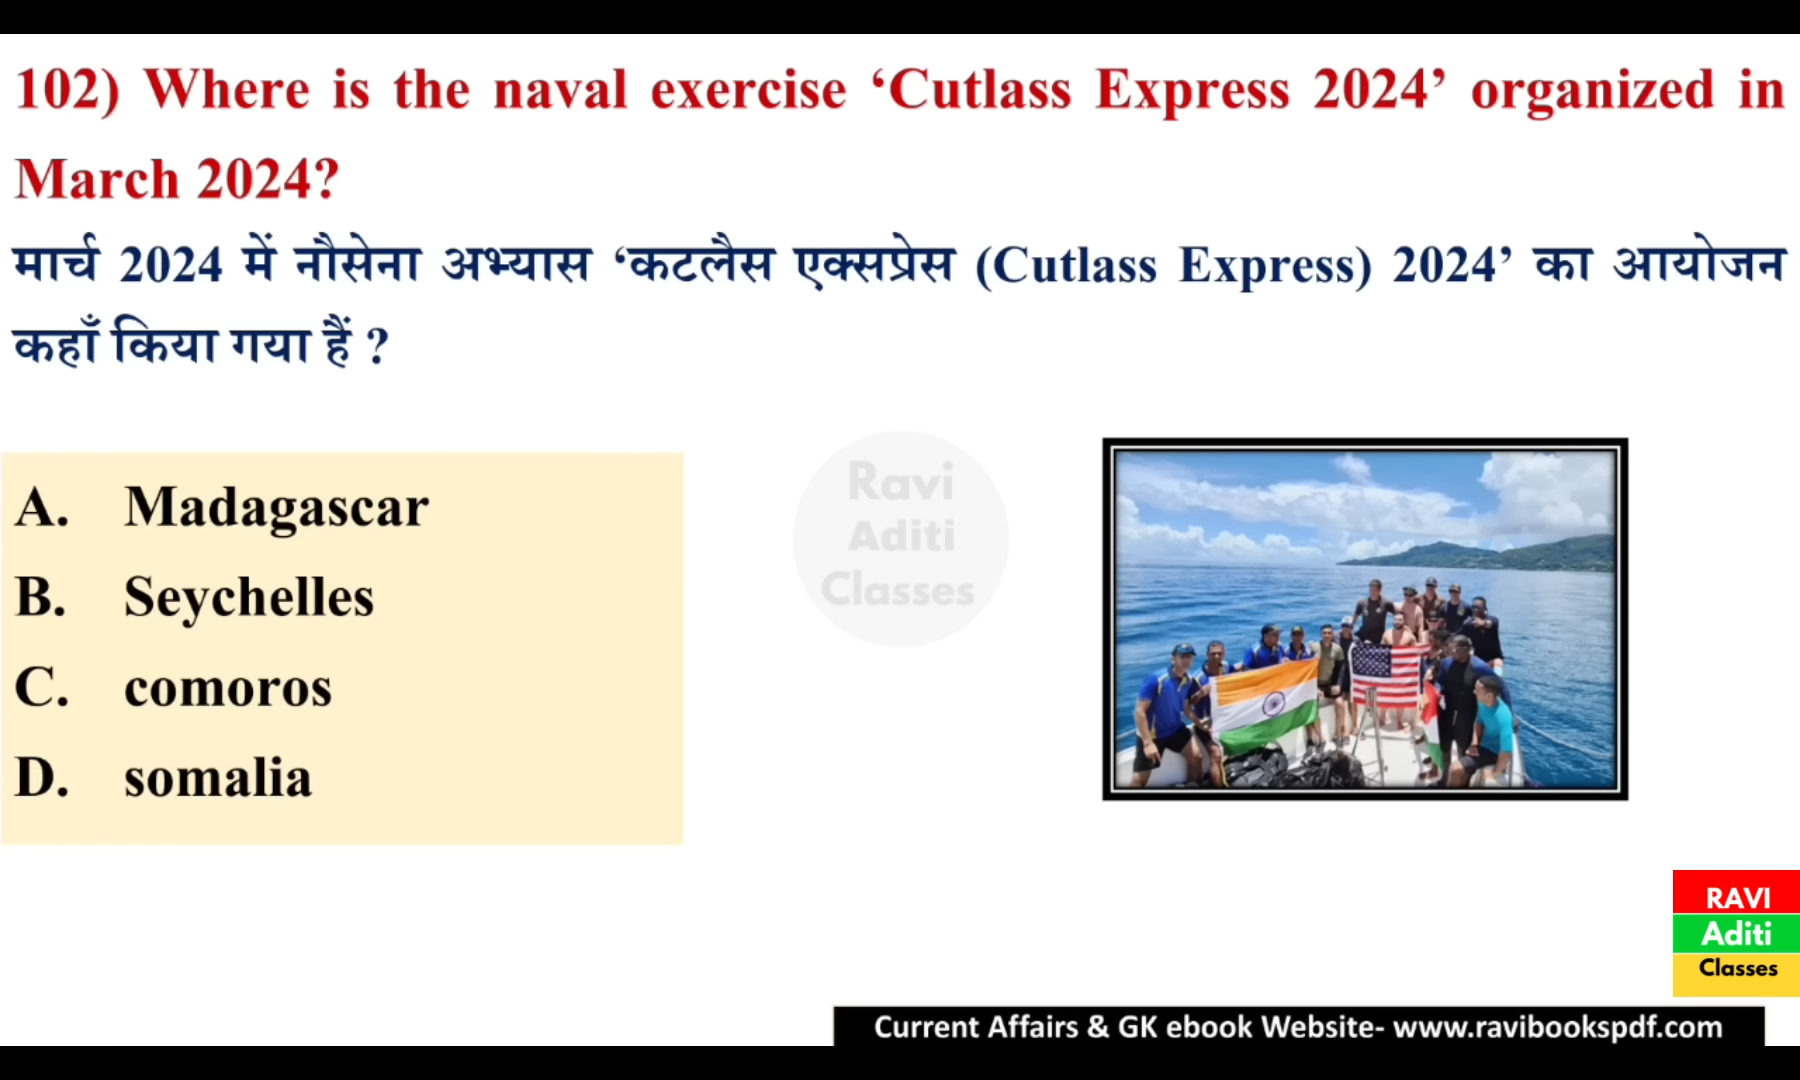 102) Where is the naval exercise ‘Cutlass Express 2024’ organized in
March 2024?
मार्च 2024 में नौसेना अभ्यास ‘कटलैस एक्सप्रेस (Cutlass Express) 2024’ का आयोजन
कहाँ किया गया हैं ?
A. Madagascar
B. Seychelles
C. comoros
D. somalia
Ravi
Aditi
Classes
RAVI
Aditi
Classes
Current Affairs & GK ebook Website- www.ravibookspdf.com